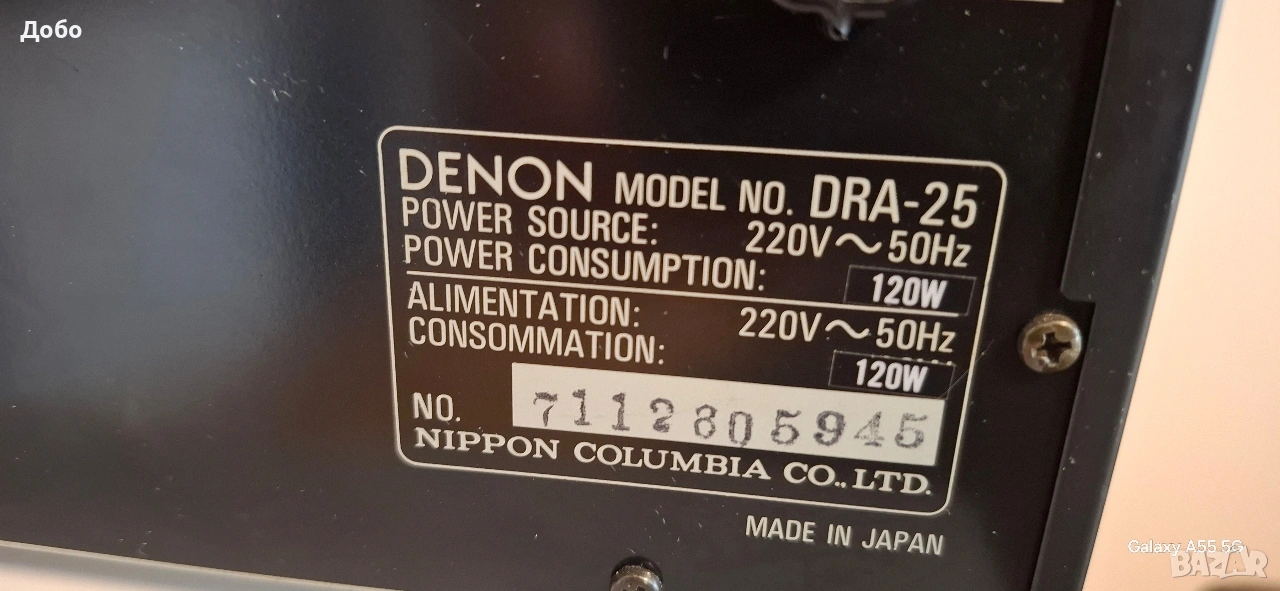 Добо
DENON MODEL NO. DRA-25
POWER SOURCE: 220V~50Hz
POWER CONSUMPTION: 120W
ALIMENTATION: 220V~50Hz
CONSOMMATION: 120W
NO. 7112805945
NIPPON COLUMBIA CO., LTD.
MADE IN JAPAN
Galaxy A55 5G
BAZAR